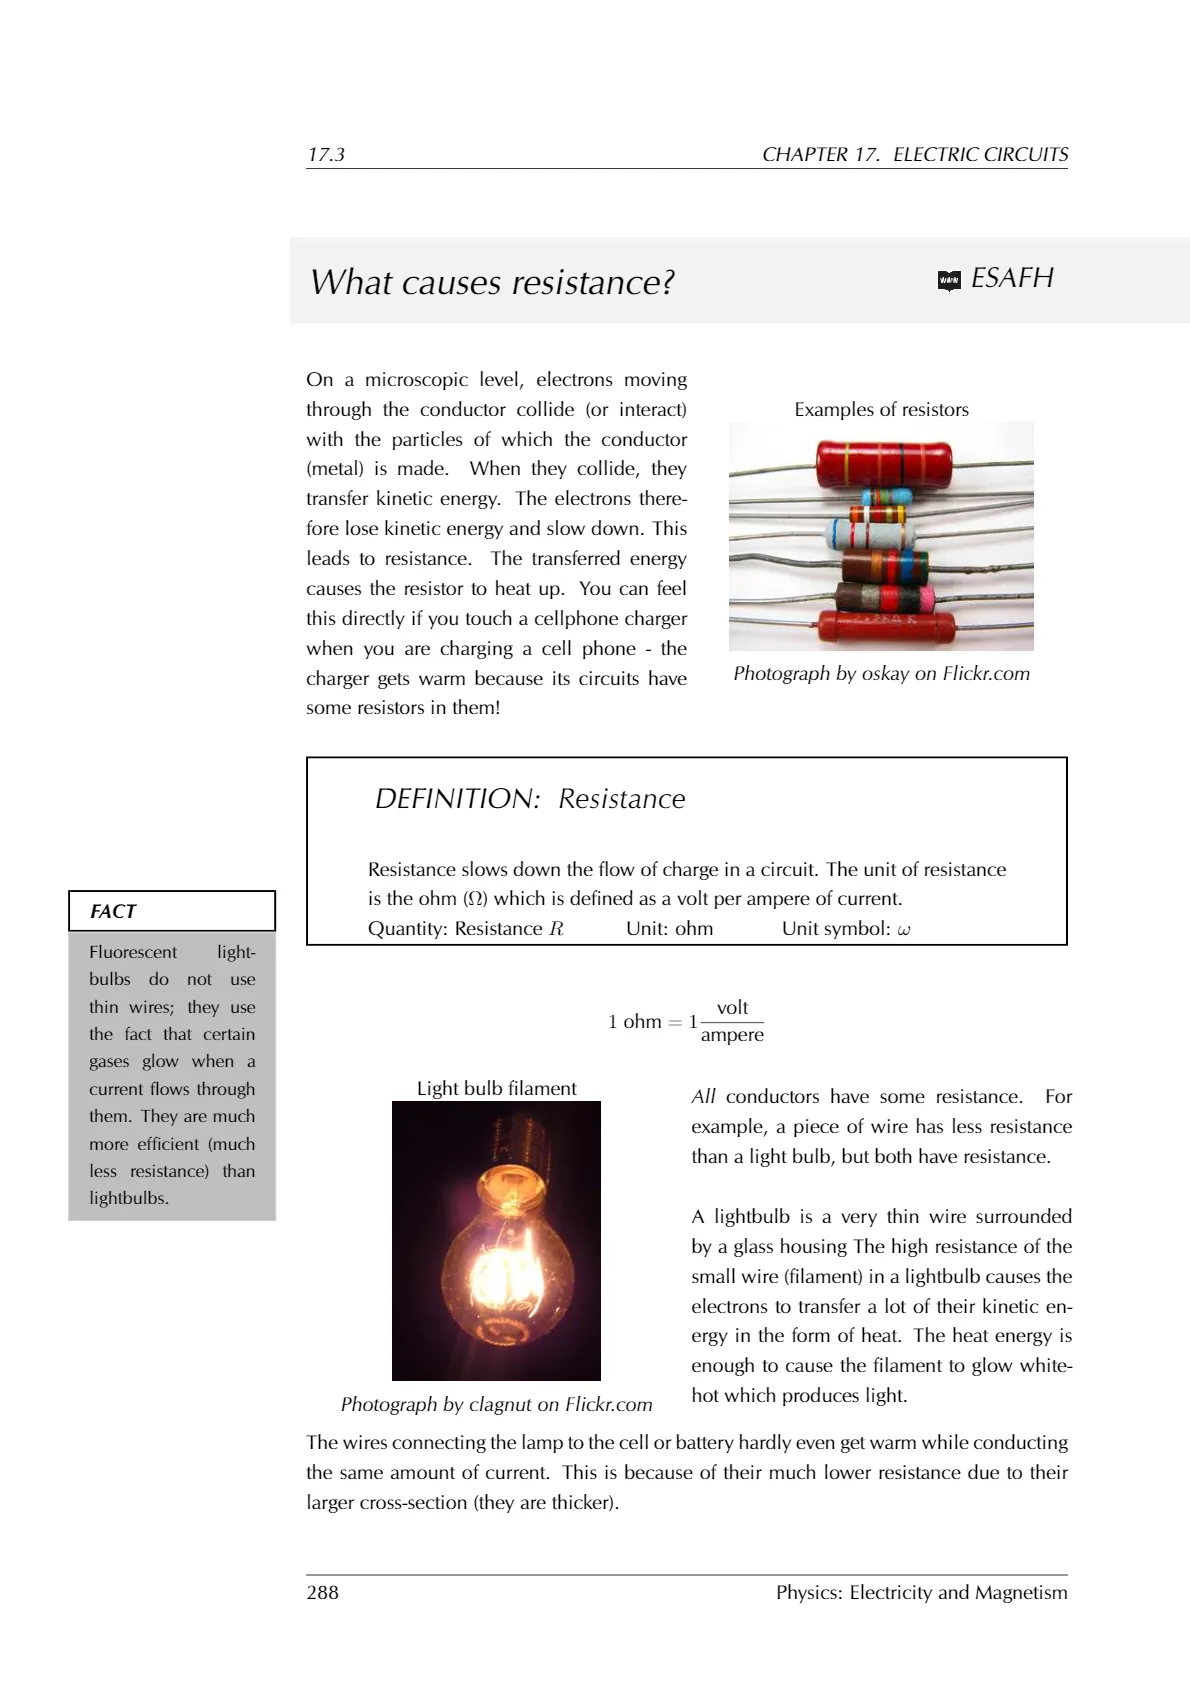 17.3 CHAPTER 17. ELECTRIC CIRCUITS
What causes resistance?
WWW ESAFH
On a microscopic level, electrons moving
through the conductor collide (or interact)
with the particles of which the conductor
(metal) is made. When they collide, they
transfer kinetic energy. The electrons there-
fore lose kinetic energy and slow down. This
leads to resistance. The transferred energy
causes the resistor to heat up. You can feel
this directly if you touch a cellphone charger
when you are charging a cell phone - the
charger gets warm because its circuits have
some resistors in them!
Examples of resistors
Photograph by oskay on Flickr.com
DEFINITION: Resistance
Resistance slows down the flow of charge in a circuit. The unit of resistance
is the ohm (Ω) which is defined as a volt per ampere of current.
Quantity: Resistance R Unit: ohm Unit symbol: ω
FACT
Fluorescent light-
bulbs do not use
thin wires; they use
the fact that certain
gases glow when a
current flows through
them. They are much
more efficient (much
less resistance) than
lightbulbs.
1 ohm = 1 volt/ampere
Light bulb filament
Photograph by clagnut on Flickr.com
All conductors have some resistance. For
example, a piece of wire has less resistance
than a light bulb, but both have resistance.
A lightbulb is a very thin wire surrounded
by a glass housing The high resistance of the
small wire (filament) in a lightbulb causes the
electrons to transfer a lot of their kinetic en-
ergy in the form of heat. The heat energy is
enough to cause the filament to glow white-
hot which produces light.
The wires connecting the lamp to the cell or battery hardly even get warm while conducting
the same amount of current. This is because of their much lower resistance due to their
larger cross-section (they are thicker).
288 Physics: Electricity and Magnetism